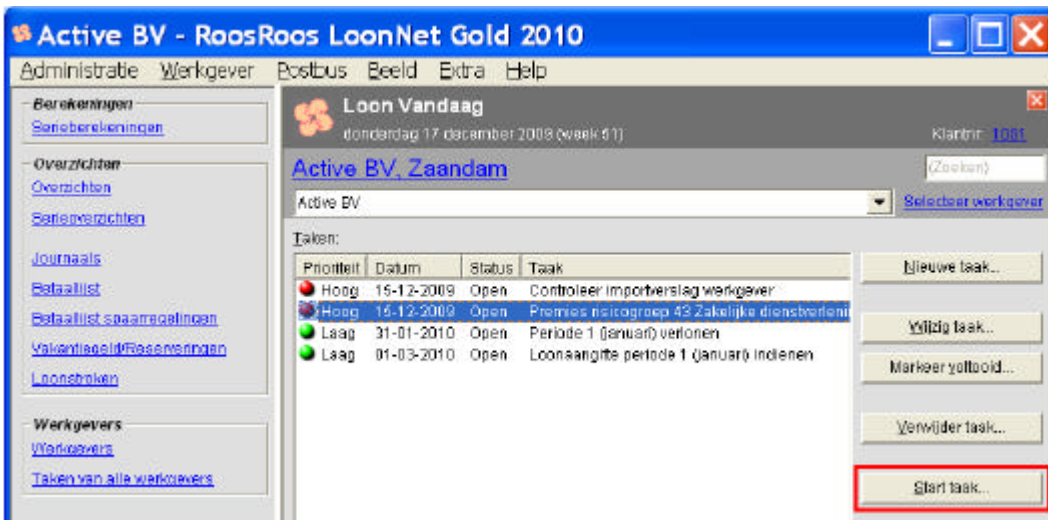 Active BV - RoosRoos LoonNet Gold 2010
Administratie Werkgever Postbus Beeld Extra Help
Berekeningen
Serieberekeningen
Overzichten
Overzichten
Serieoverzichten
Journaals
Betaallijst
Betaallijst spaarregelingen
Vakantiegeld/Reserveringen
Loonstroken
Werkgevers
Werkgevers
Taken van alle werkgevers
Loon Vandaag
donderdag 17 december 2009 (week 51)
Klantnr: 1001
Active BV, Zaandam
(Zoeken)
Active BV
Selecteer werkgever
Taken:
Prioriteit Datum Status Taak
Hoog 15-12-2009 Open Controleer importverslag werkgever
Hoog 15-12-2009 Open Premies risicogroep 43 Zakelijke dienstverlenin
Laag 31-01-2010 Open Periode 1 (januari) verlonen
Laag 01-03-2010 Open Loonaangifte periode 1 (januari) indienen
Nieuwe taak...
Wijzig taak...
Markeer voltooid...
Verwijder taak...
Start taak...